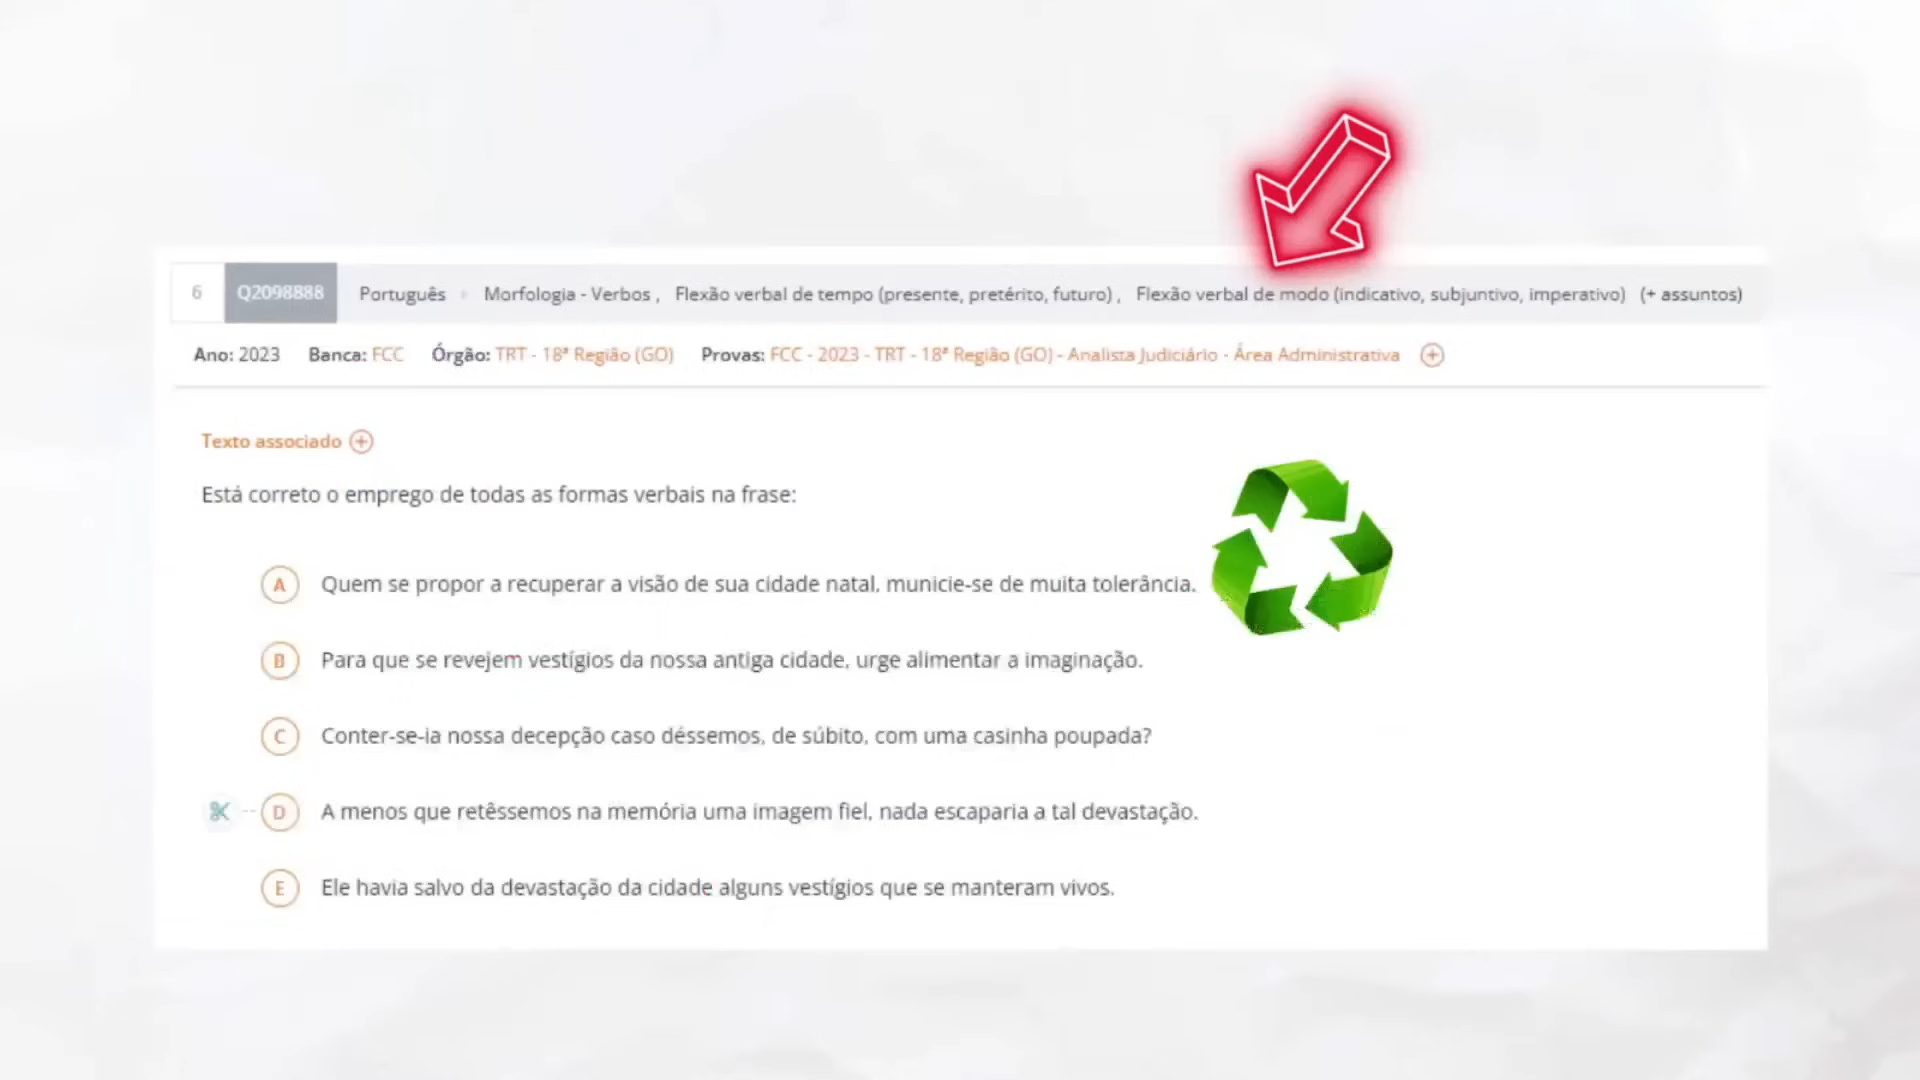 6 Q2098888 Português Morfologia - Verbos , Flexão verbal de tempo (presente, pretérito, futuro) , Flexão verbal de modo (indicativo, subjuntivo, imperativo) (+ assuntos)
Ano: 2023 Banca: FCC Órgão: TRT - 18ª Região (GO) Provas: FCC - 2023 - TRT - 18ª Região (GO) - Analista Judiciário - Área Administrativa
Texto associado
Está correto o emprego de todas as formas verbais na frase:
A Quem se propor a recuperar a visão de sua cidade natal, municie-se de muita tolerância.
B Para que se revejem vestígios da nossa antiga cidade, urge alimentar a imaginação.
C Conter-se-ia nossa decepção caso déssemos, de súbito, com uma casinha poupada?
D A menos que retêssemos na memória uma imagem fiel, nada escaparia a tal devastação.
E Ele havia salvo da devastação da cidade alguns vestígios que se manteram vivos.